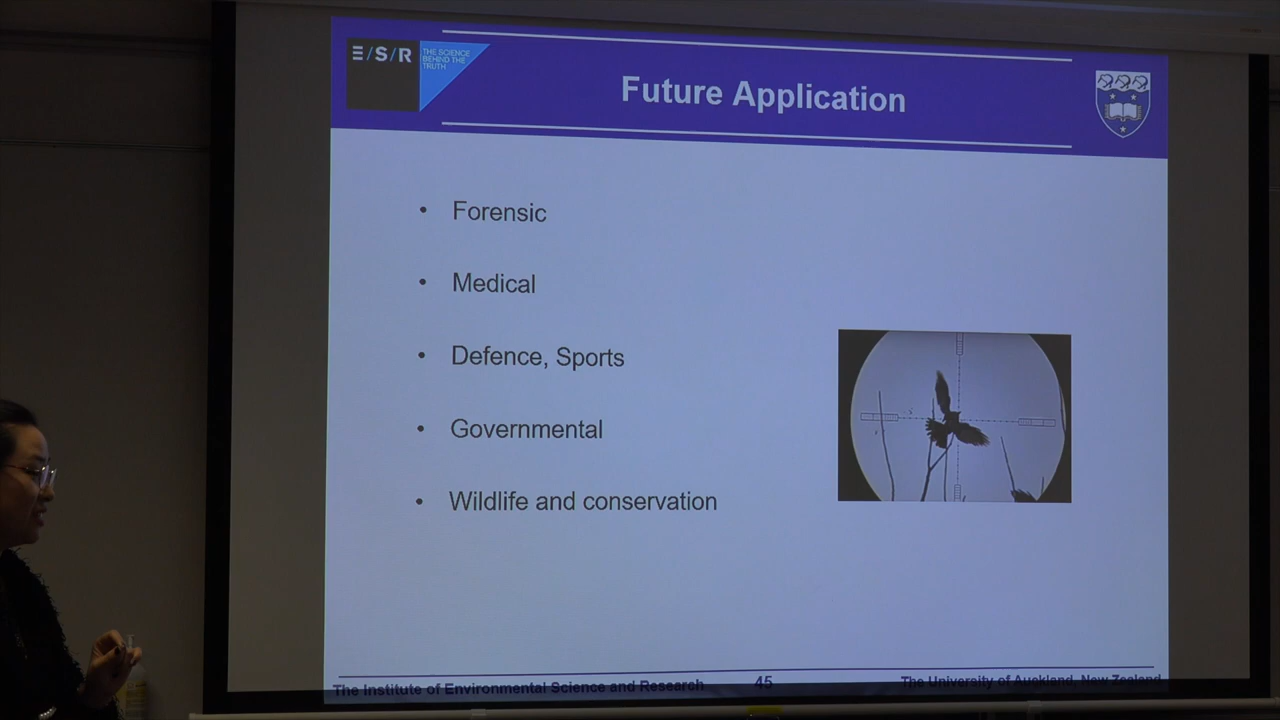 E/S/R
THE SCIENCE
BEHIND THE
TRUTH
Future Application
• Forensic
• Medical
• Defence, Sports
• Governmental
• Wildlife and conservation
The Institute of Environmental Science and Research
45
The University of Auckland, New Zealand